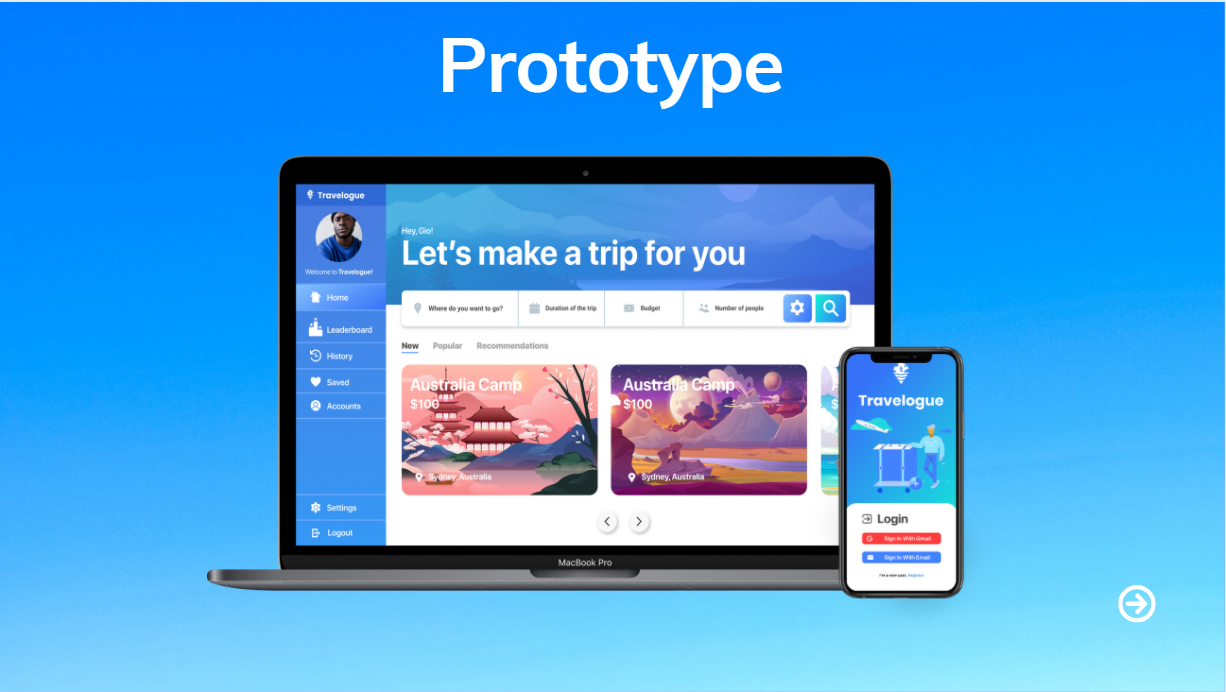 Prototype
Travelogue
Welcome to Travelogue!
Home
Leaderboard
History
Saved
Accounts
Settings
Logout
Hey, Gio!
Let's make a trip for you
Where do you want to go?
Duration of the trip
Budget
Number of people
New
Popular
Recommendations
Australia Camp
$100
Sydney, Australia
Australia Camp
$100
Sydney, Australia
$
MacBook Pro
Travelogue
Login
Sign in With Gmail
Sign in With Email
I'm a new user, Register